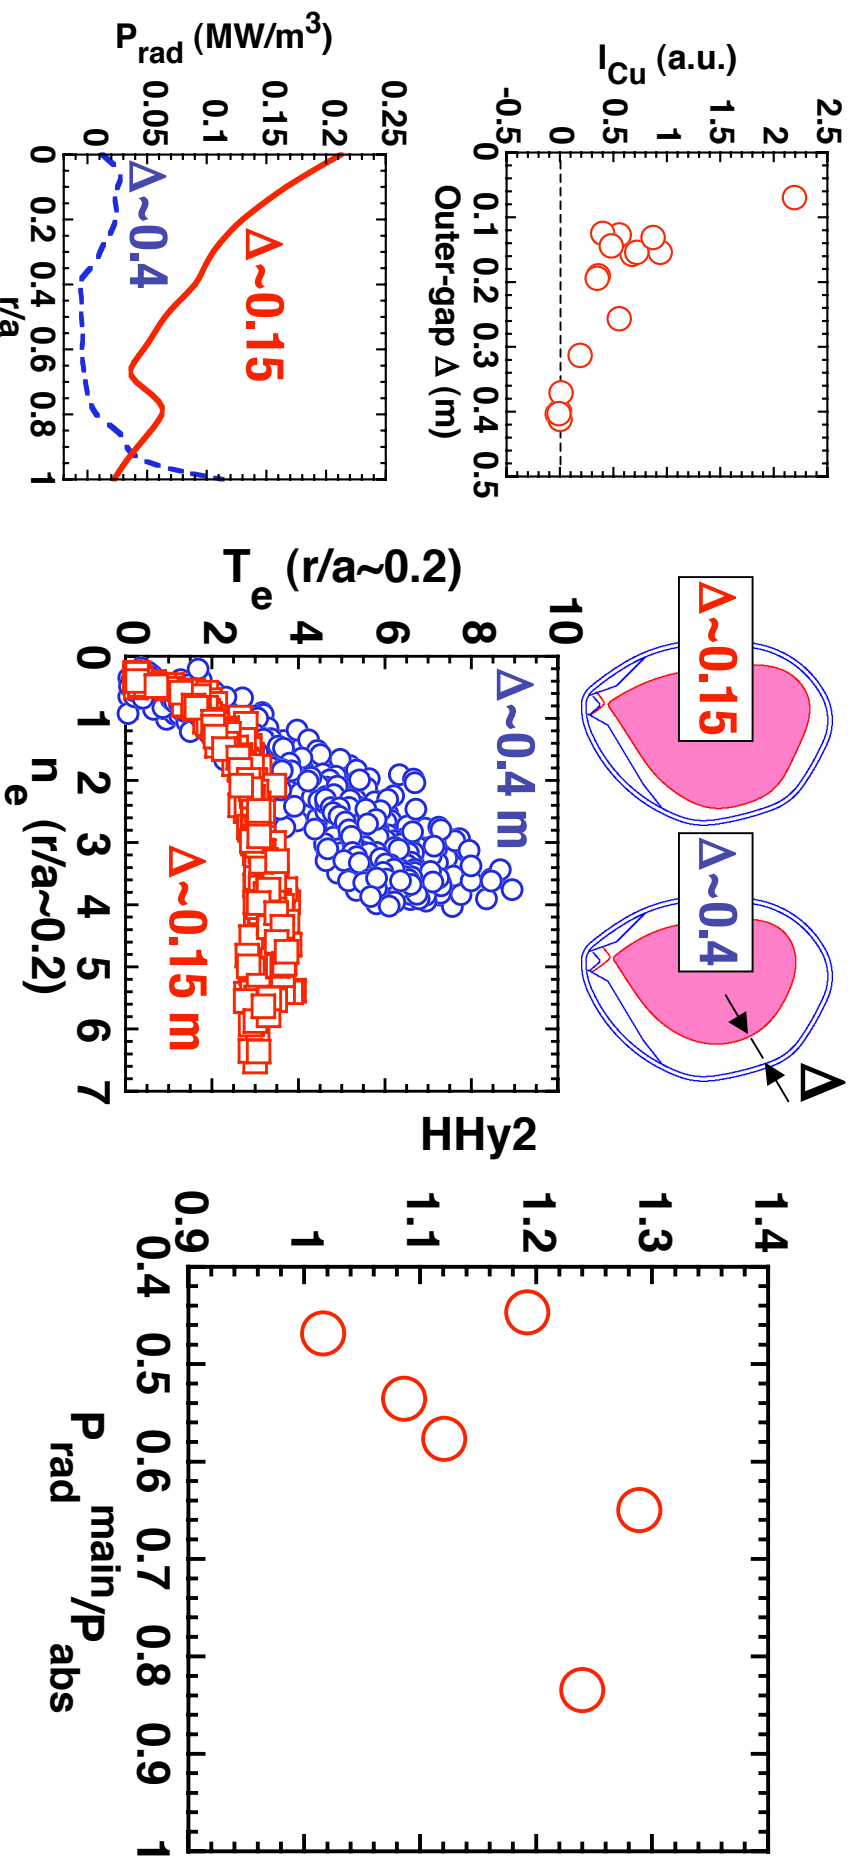 I_Cu (a.u.)
2.5
2
1.5
1
0.5
0
-0.5
0 0.1 0.2 0.3 0.4 0.5
Outer-gap Δ (m)
P_rad (MW/m^3)
0.25
0.2
0.15
0.1
0.05
0
Δ~0.15
Δ~0.4
0 0.2 0.4 0.6 0.8 1
r/a
Δ~0.15
Δ~0.4
Δ
T_e (r/a~0.2)
10
8
6
4
2
0
Δ~0.4 m
Δ~0.15 m
0 1 2 3 4 5 6 7
n_e (r/a~0.2)
HHy2
1.4
1.3
1.2
1.1
1
0.9
0.4 0.5 0.6 0.7 0.8 0.9 1
P_rad^main/P_abs